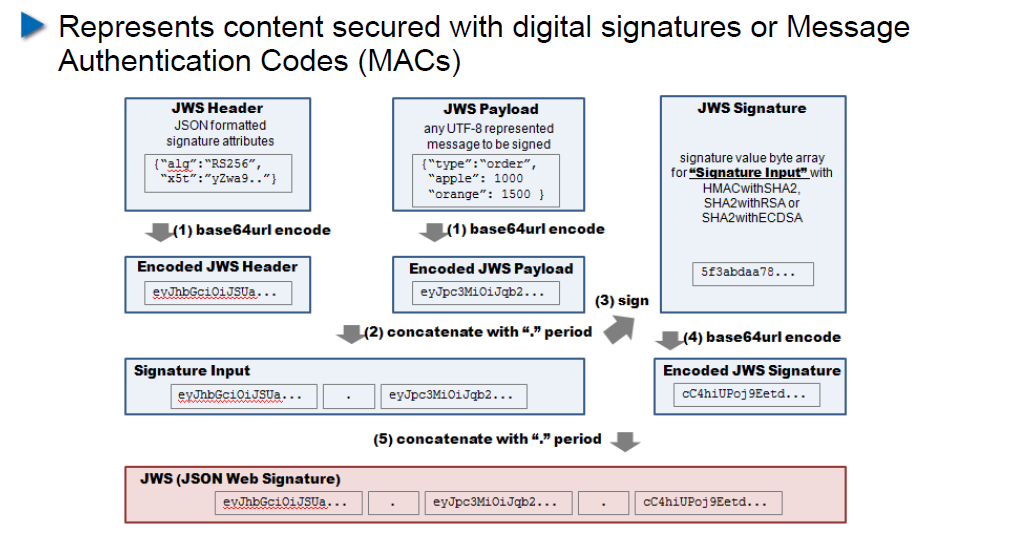 Represents content secured with digital signatures or Message
Authentication Codes (MACs)
JWS Header
JSON formatted
signature attributes
{“alg”:“RS256”,
“x5t”:“yZwa9..”}
JWS Payload
any UTF-8 represented
message to be signed
{“type”:“order”,
“apple”: 1000
“orange”: 1500 }
JWS Signature
signature value byte array
for “Signature Input” with
HMACwithSHA2,
SHA2withRSA or
SHA2withECDSA
5f3abdaa78...
(1) base64url encode
(1) base64url encode
Encoded JWS Header
eyJhbGciOiJSUa...
Encoded JWS Payload
eyJpc3MiOiJqb2...
(3) sign
(2) concatenate with “.” period
(4) base64url encode
Signature Input
eyJhbGciOiJSUa...
.
eyJpc3MiOiJqb2...
Encoded JWS Signature
cC4hiUPoj9Eetd...
(5) concatenate with “.” period
JWS (JSON Web Signature)
eyJhbGciOiJSUa...
.
eyJpc3MiOiJqb2...
.
cC4hiUPoj9Eetd...